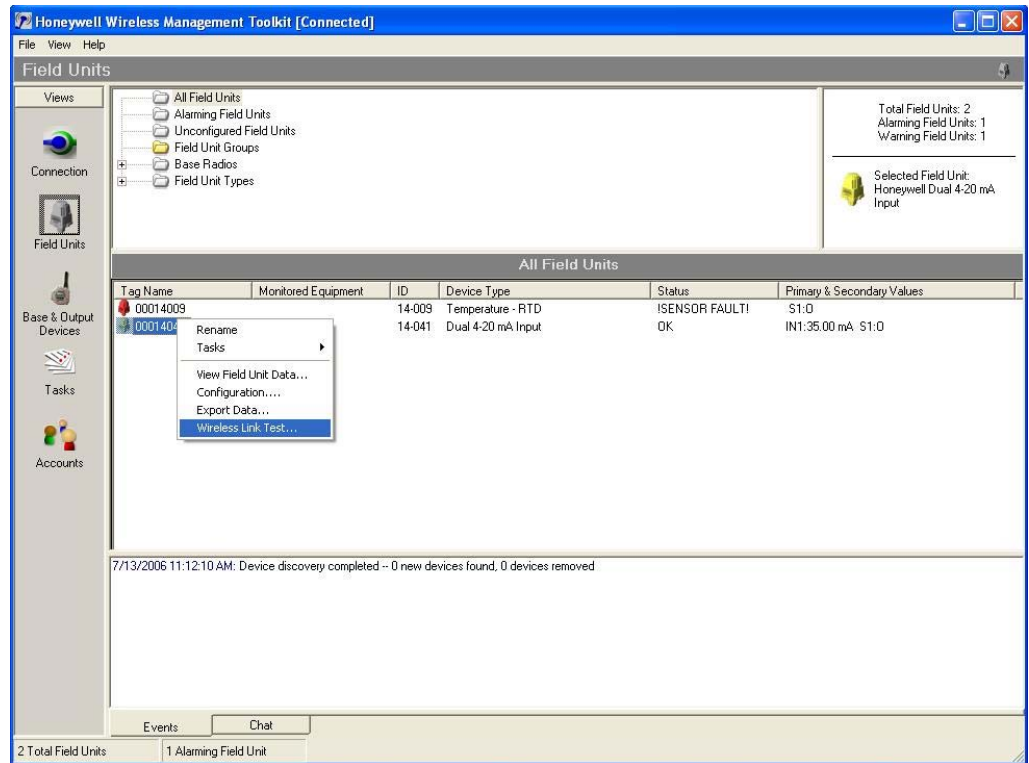 Honeywell Wireless Management Toolkit [Connected]
File View Help
Field Units
Views
Connection
Field Units
Base & Output
Devices
Tasks
Accounts
All Field Units
Alarming Field Units
Unconfigured Field Units
Field Unit Groups
Base Radios
Field Unit Types
Total Field Units: 2
Alarming Field Units: 1
Warning Field Units: 1
Selected Field Unit:
Honeywell Dual 4-20 mA
Input
All Field Units
Tag Name Monitored Equipment ID Device Type Status Primary & Secondary Values
00014009 14-009 Temperature - RTD !SENSOR FAULT! S1:O
0001404 14-041 Dual 4-20 mA Input OK IN1:35.00 mA S1:O
Rename
Tasks
View Field Unit Data...
Configuration....
Export Data...
Wireless Link Test...
7/13/2006 11:12:10 AM: Device discovery completed -- 0 new devices found, 0 devices removed
Events Chat
2 Total Field Units 1 Alarming Field Unit